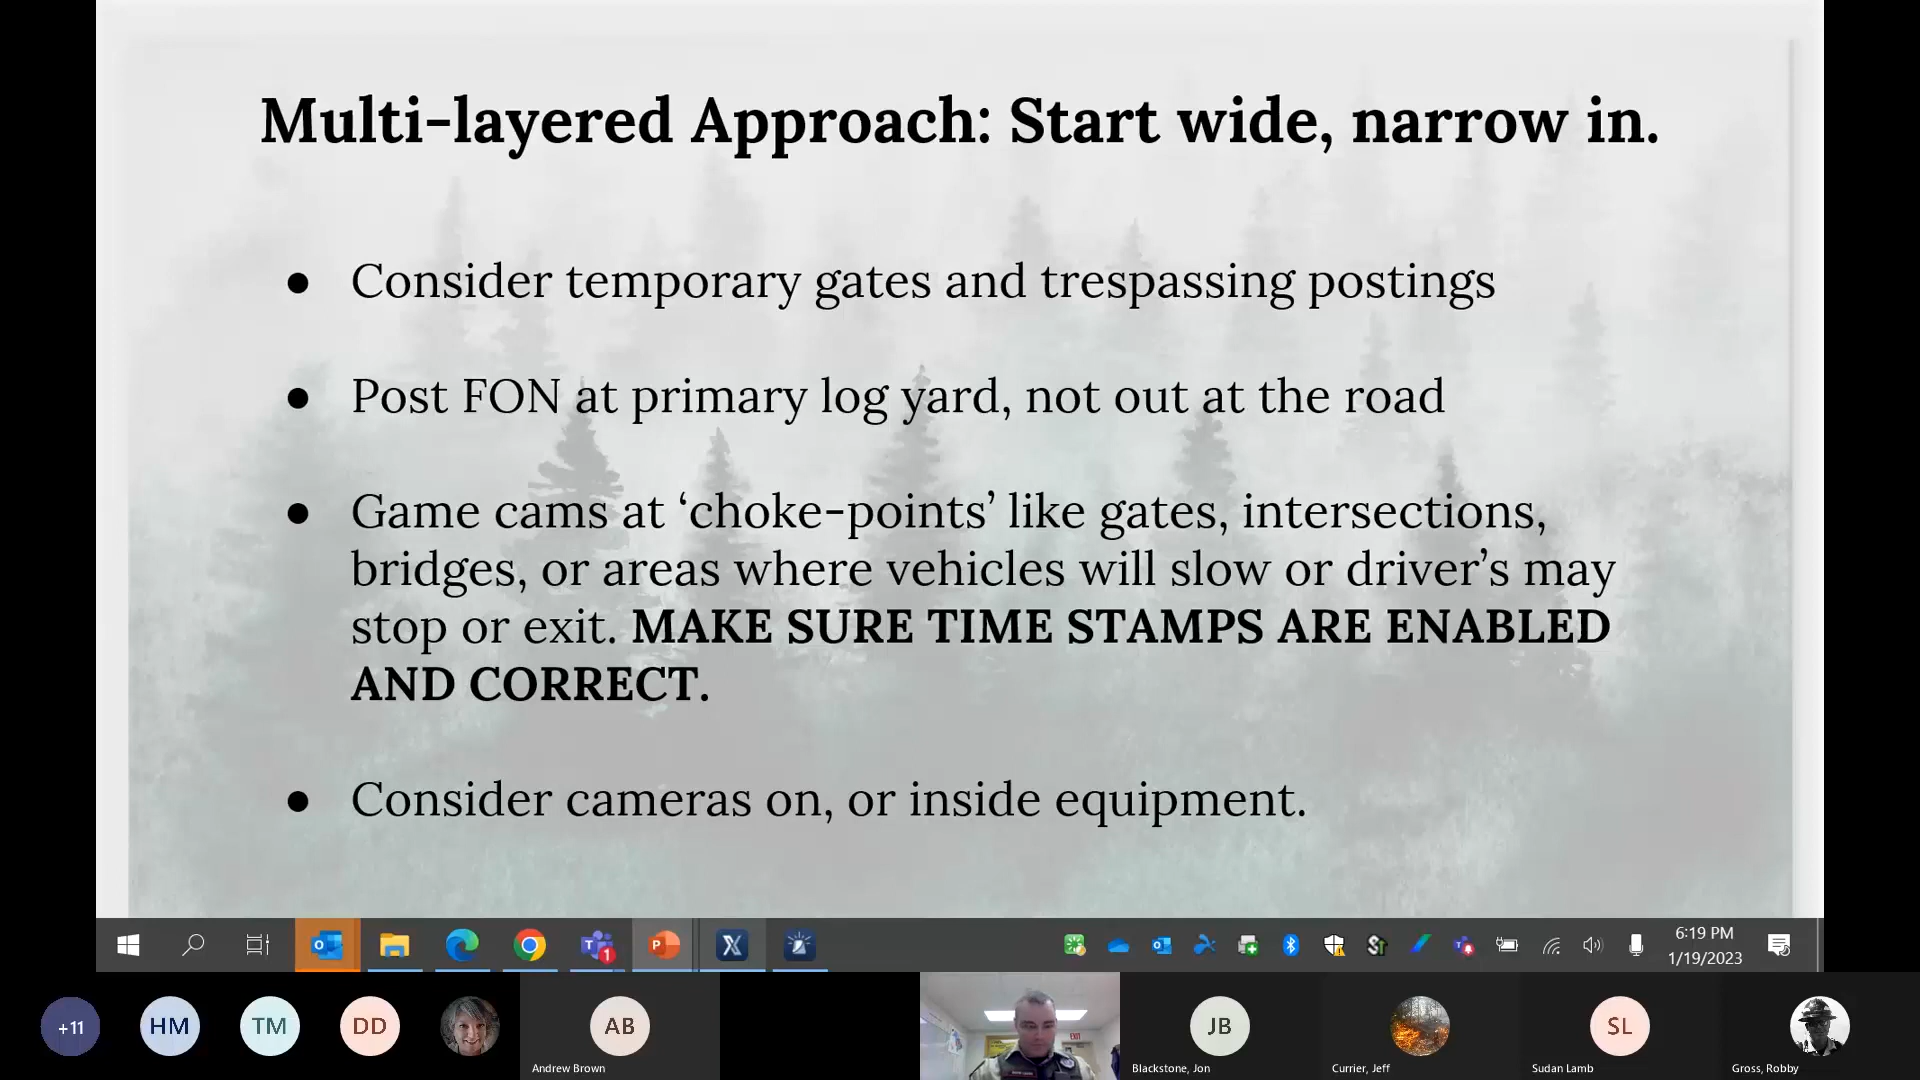 Multi-layered Approach: Start wide, narrow in.
● Consider temporary gates and trespassing postings
● Post FON at primary log yard, not out at the road
● Game cams at ‘choke-points’ like gates, intersections,
bridges, or areas where vehicles will slow or driver’s may
stop or exit. MAKE SURE TIME STAMPS ARE ENABLED
AND CORRECT.
● Consider cameras on, or inside equipment.
6:19 PM
1/19/2023
+11
HM
TM
DD
AB
JB
SL
Andrew Brown
Blackstone, Jon
Currier, Jeff
Sudan Lamb
Gross, Robby